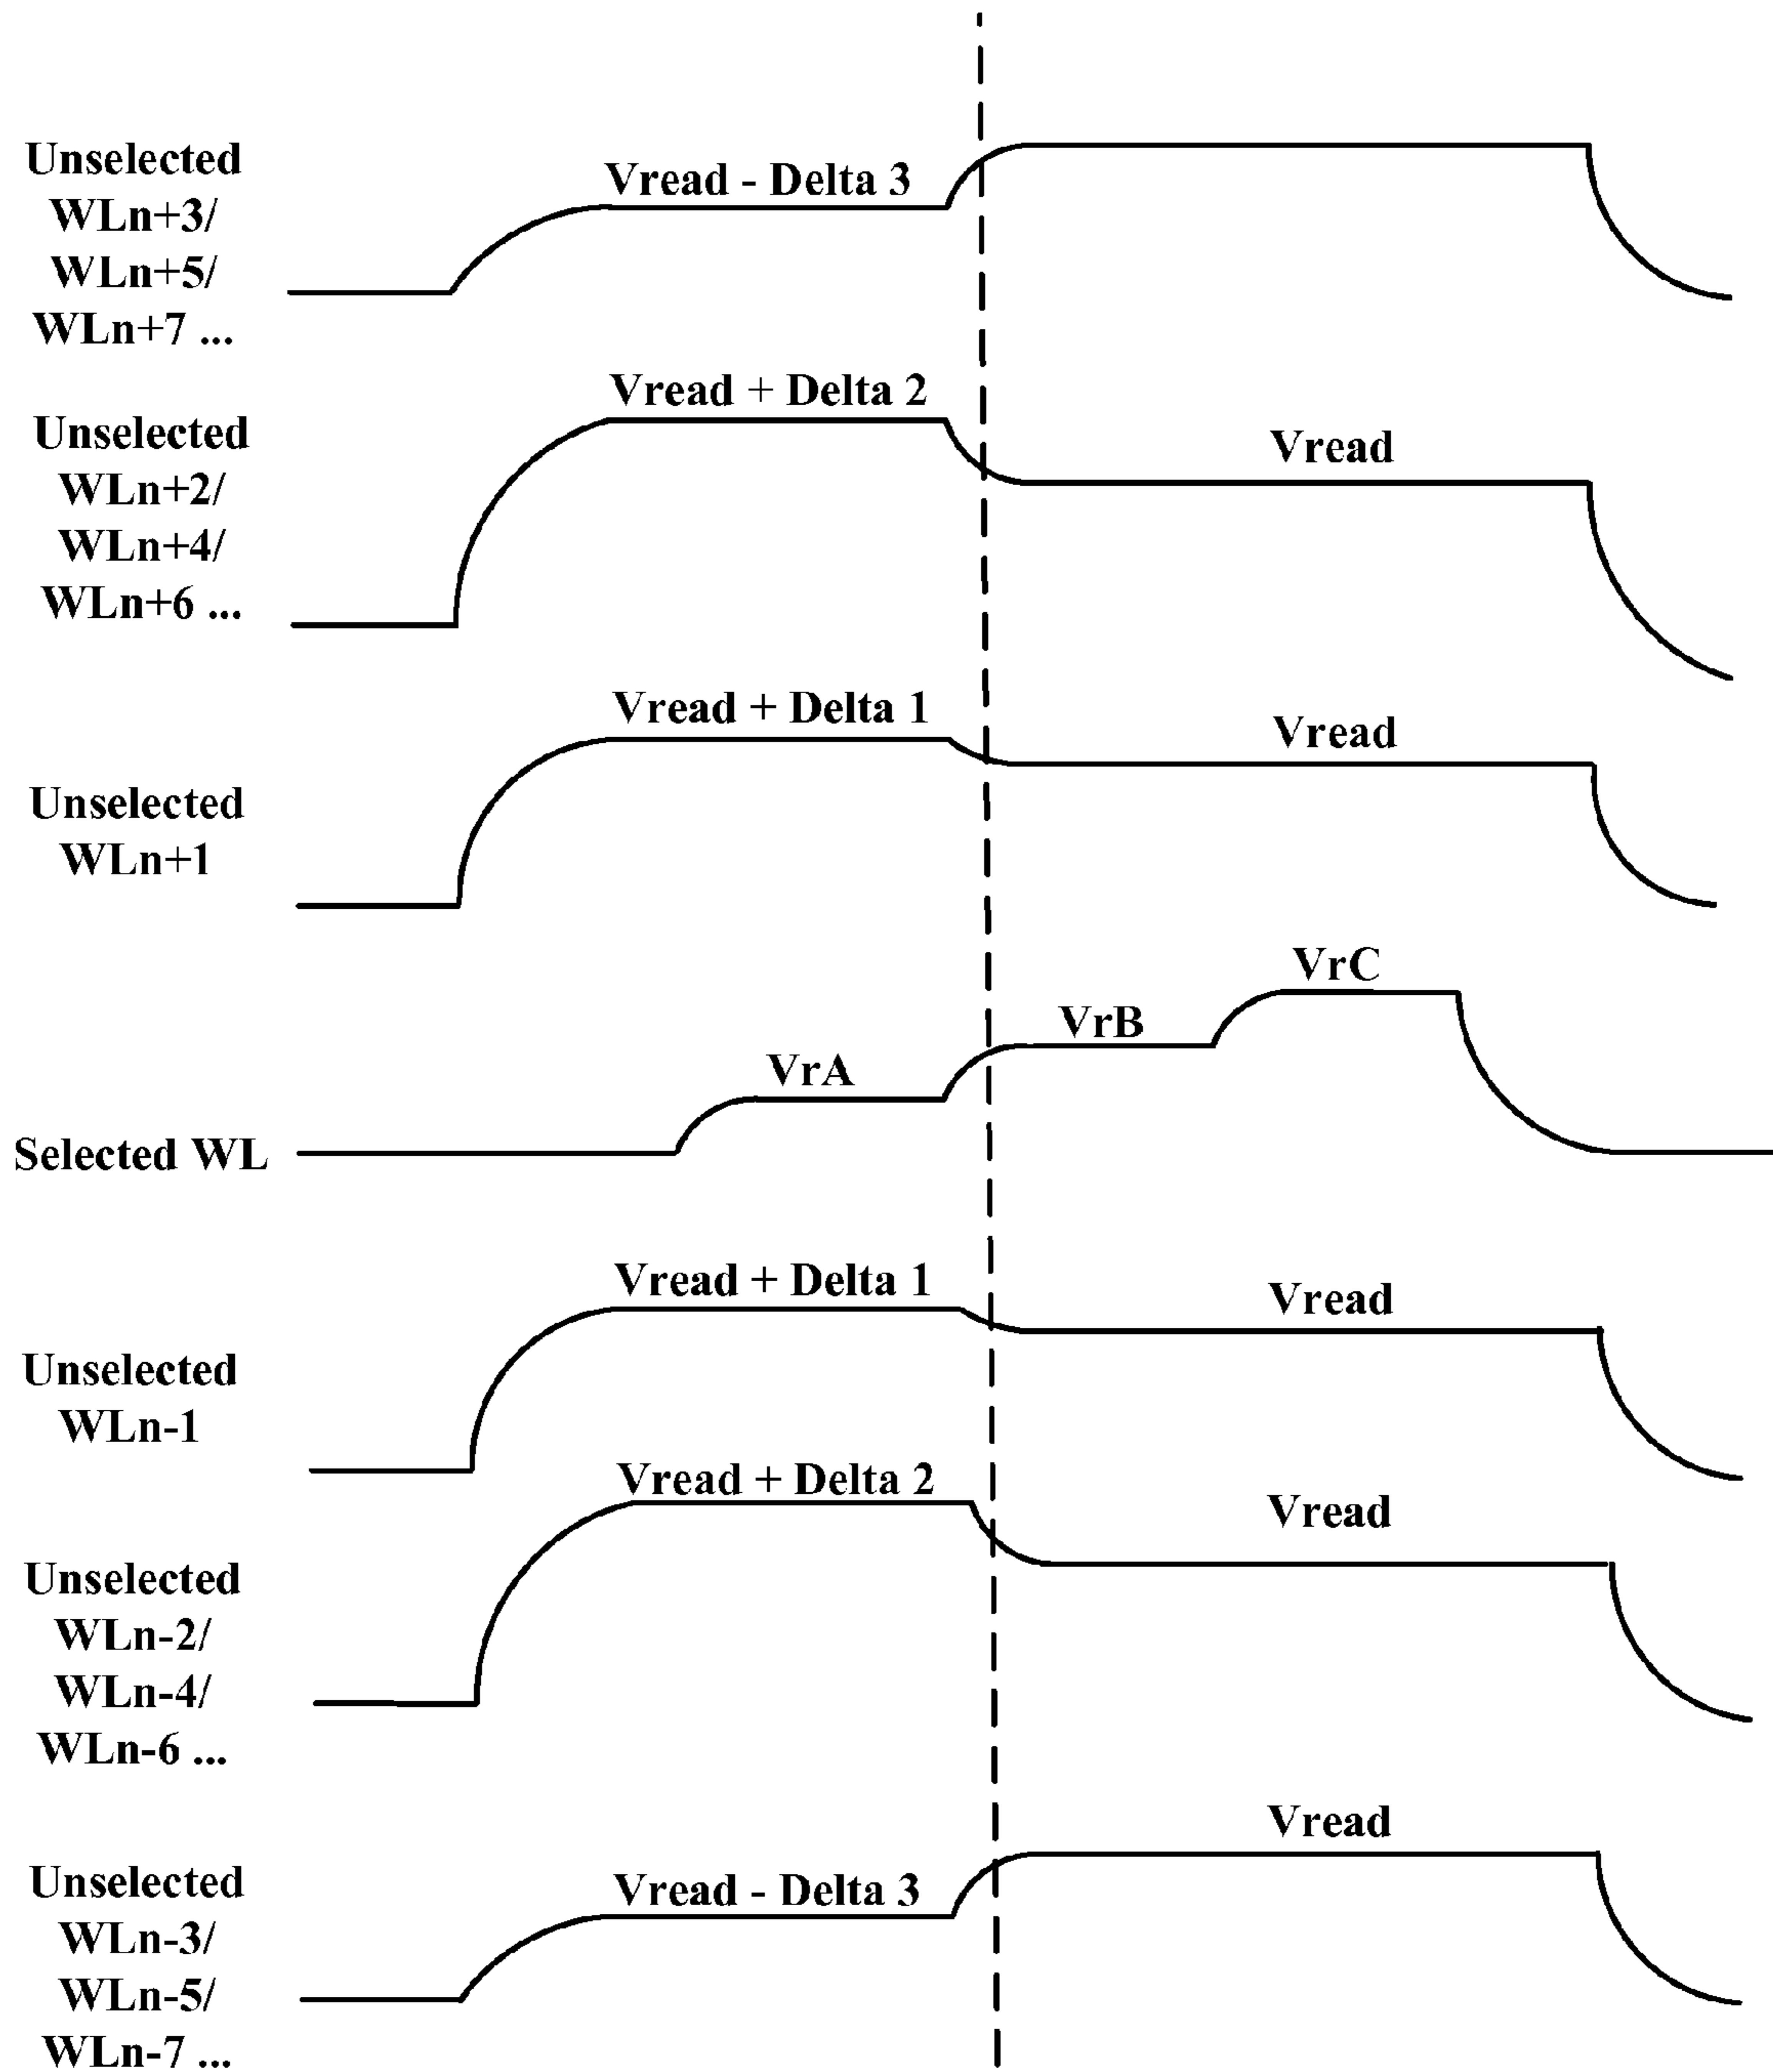 Unselected
WLn+3/
WLn+5/
WLn+7 ...
Vread - Delta 3
Unselected
WLn+2/
WLn+4/
WLn+6 ...
Vread + Delta 2
Vread
Unselected
WLn+1
Vread + Delta 1
Vread
Selected WL
VrA
VrB
VrC
Unselected
WLn-1
Vread + Delta 1
Vread
Unselected
WLn-2/
WLn-4/
WLn-6 ...
Vread + Delta 2
Vread
Unselected
WLn-3/
WLn-5/
WLn-7 ...
Vread - Delta 3
Vread